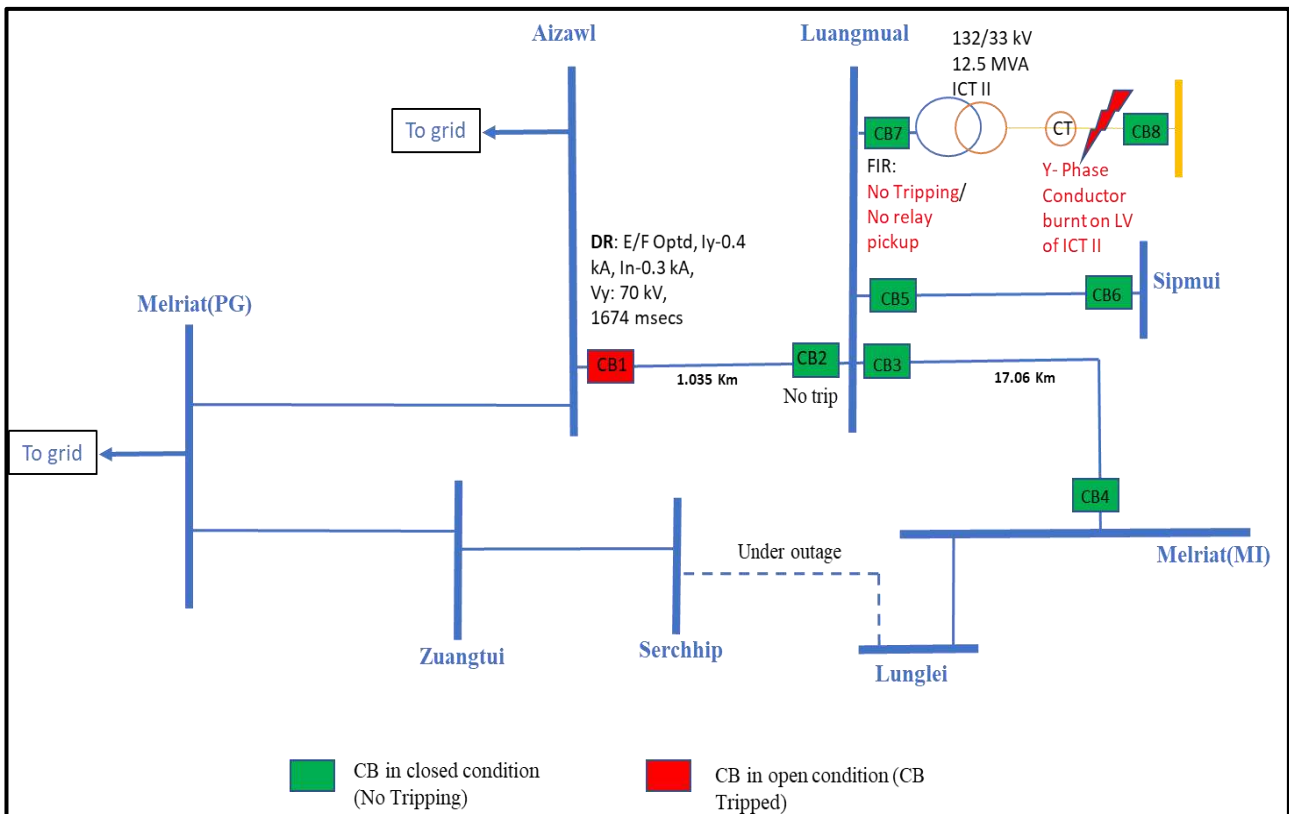 Aizawl
Luangmual
132/33 kV
12.5 MVA
ICT II
To grid
CB7
CT
CB8
FIR:
No Tripping/
No relay
pickup
Y- Phase
Conductor
burnt on LV
of ICT II
DR: E/F Optd, Iy-0.4
kA, In-0.3 kA,
Vy: 70 kV,
1674 msecs
Sipmui
CB5
CB6
Melriat(PG)
CB1
1.035 Km
CB2
No trip
CB3
17.06 Km
To grid
CB4
Under outage
Melriat(MI)
Zuangtui
Serchhip
Lunglei
CB in closed condition
(No Tripping)
CB in open condition (CB
Tripped)